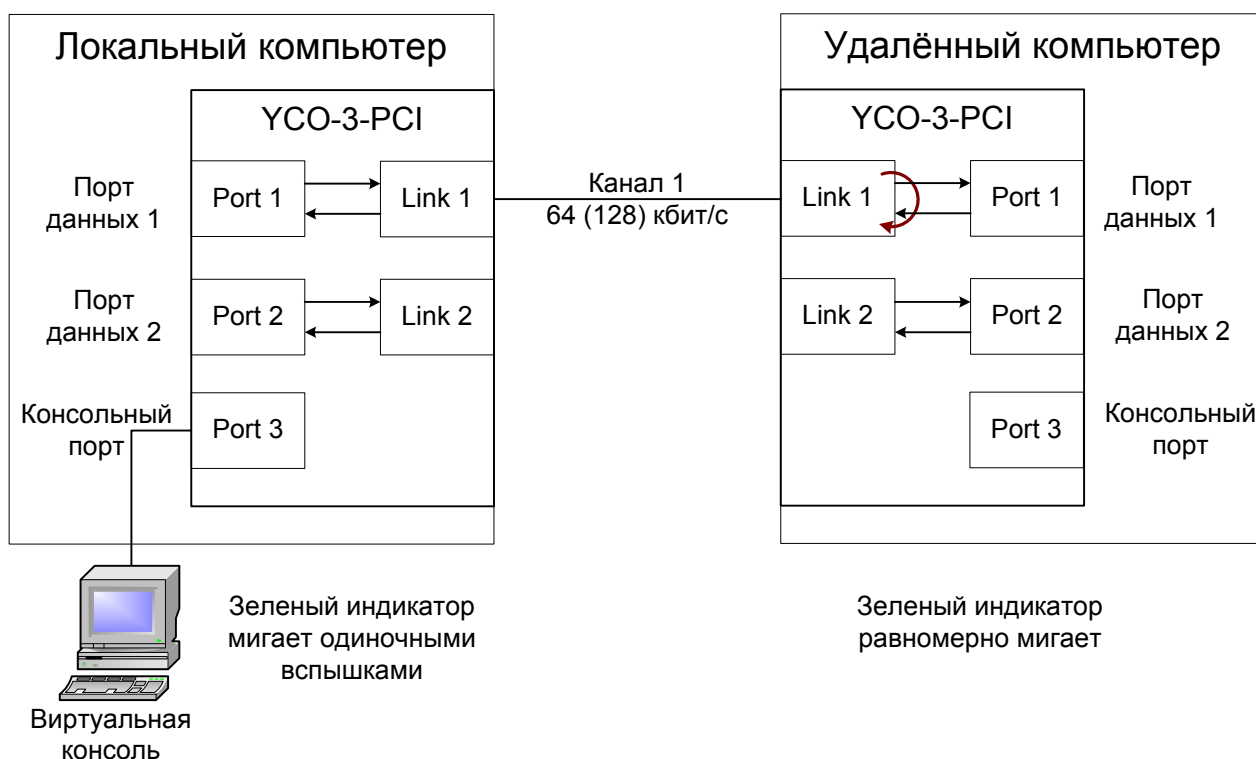 Локальный компьютер
YCO-3-PCI
Порт
данных 1
Port 1
Link 1
Порт
данных 2
Port 2
Link 2
Консольный
порт
Port 3
Канал 1
64 (128) кбит/с
Удалённый компьютер
YCO-3-PCI
Link 1
Port 1
Порт
данных 1
Link 2
Port 2
Порт
данных 2
Port 3
Консольный
порт
Виртуальная
консоль
Зеленый индикатор
мигает одиночными
вспышками
Зеленый индикатор
равномерно мигает